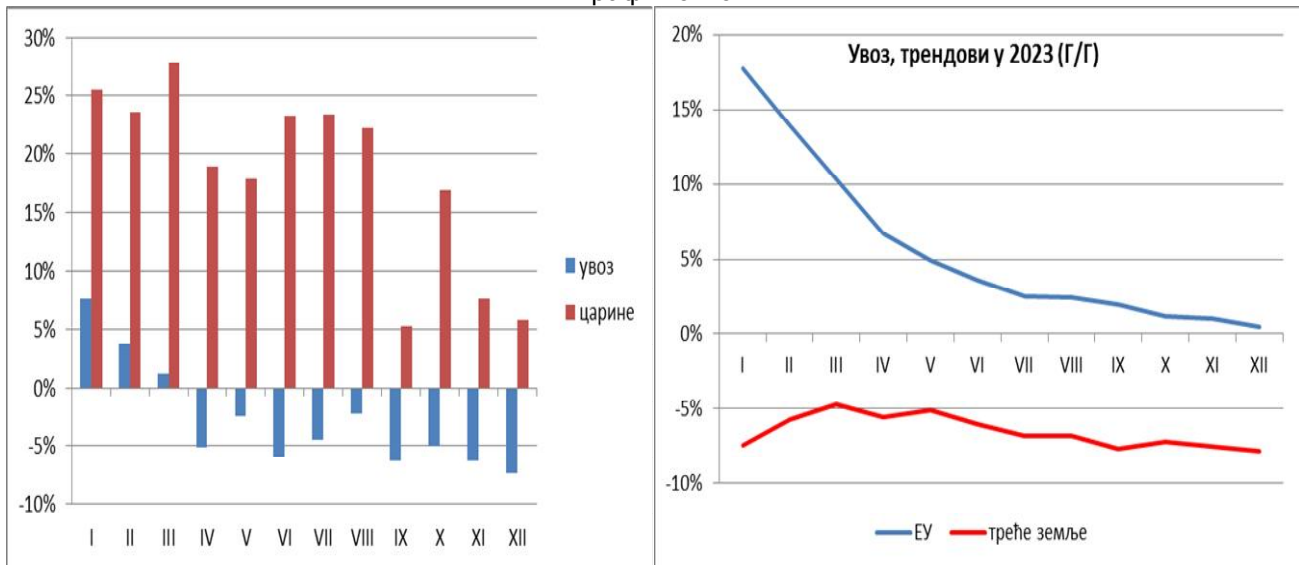 30%
25%
20%
15%
10%
5%
0%
-5%
-10%
I II III IV V VI VII VIII IX X XI XII
увоз
царине
Увоз, трендови у 2023 (Г/Г)
20%
15%
10%
5%
0%
-5%
-10%
I II III IV V VI VII VIII IX X XI XII
ЕУ треће земље